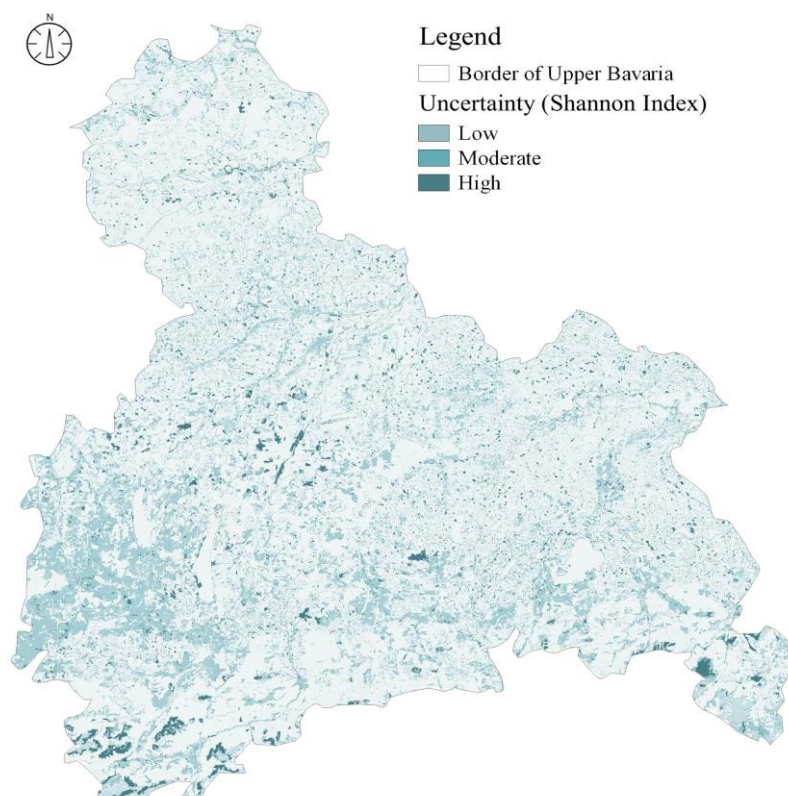 N
Legend
Border of Upper Bavaria
Uncertainty (Shannon Index)
Low
Moderate
High